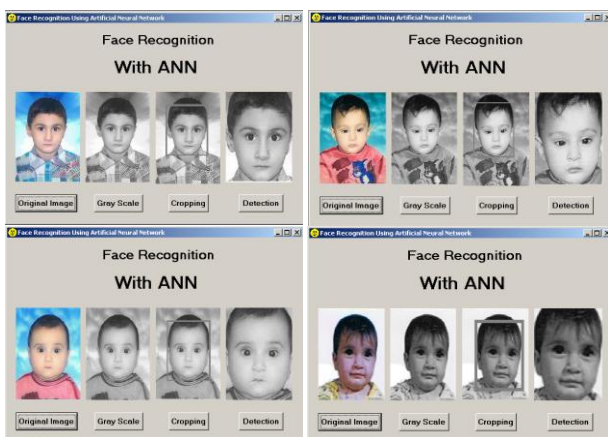 Face Recognition Using Artificial Neural Network
Face Recognition
With ANN
Original Image Gray Scale Cropping Detection
Face Recognition Using Artificial Neural Network
Face Recognition
With ANN
Original Image Gray Scale Cropping Detection
Face Recognition Using Artificial Neural Network
Face Recognition
With ANN
Original Image Gray Scale Cropping Detection
Face Recognition Using Artificial Neural Network
Face Recognition
With ANN
Original Image Gray Scale Cropping Detection